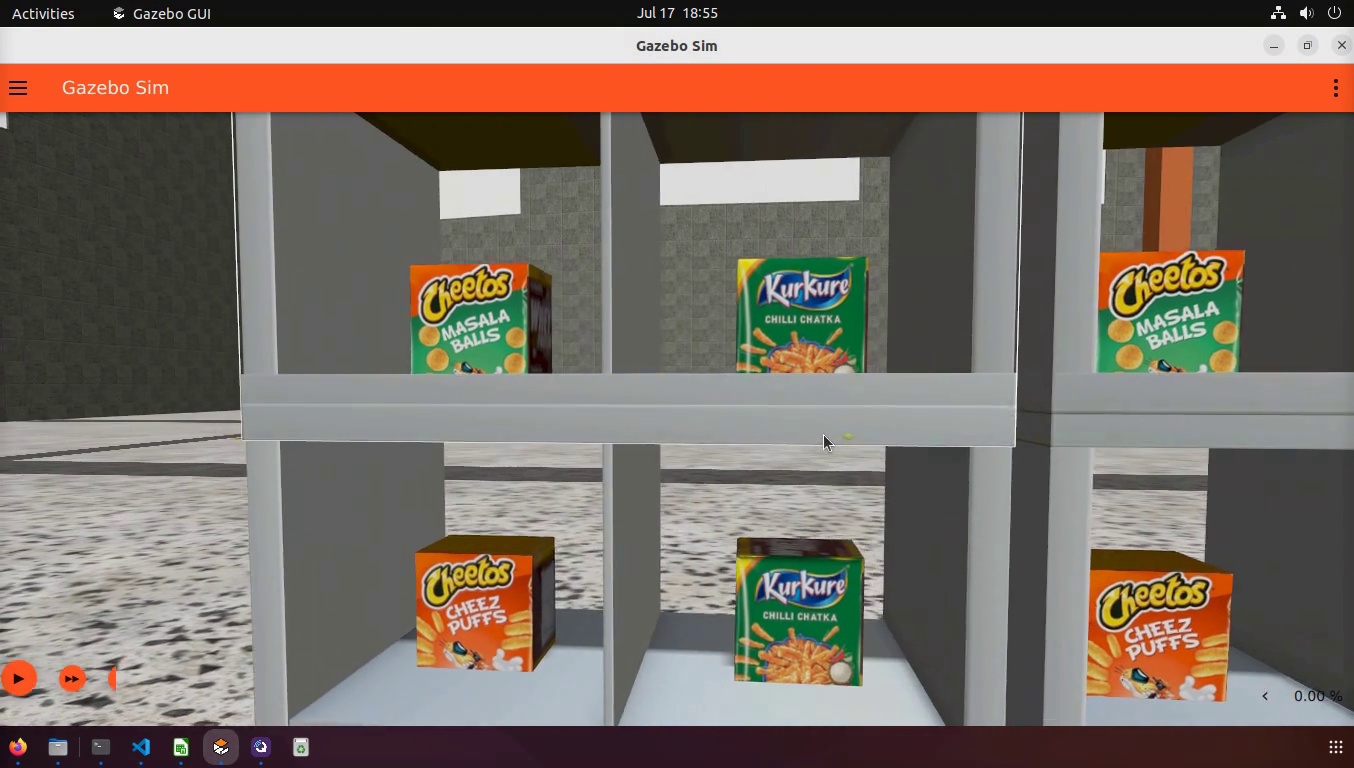 Activities
Gazebo GUI
Jul 17 18:55
Gazebo Sim
Gazebo Sim
Cheetos
MASALA
BALLS
Kurkure
CHILLI CHATKA
Cheetos
MASALA
BALLS
Cheetos
CHEEZ
PUFFS
Kurkure
CHILLI CHATKA
Cheetos
CHEEZ
PUFFS
0.00 %